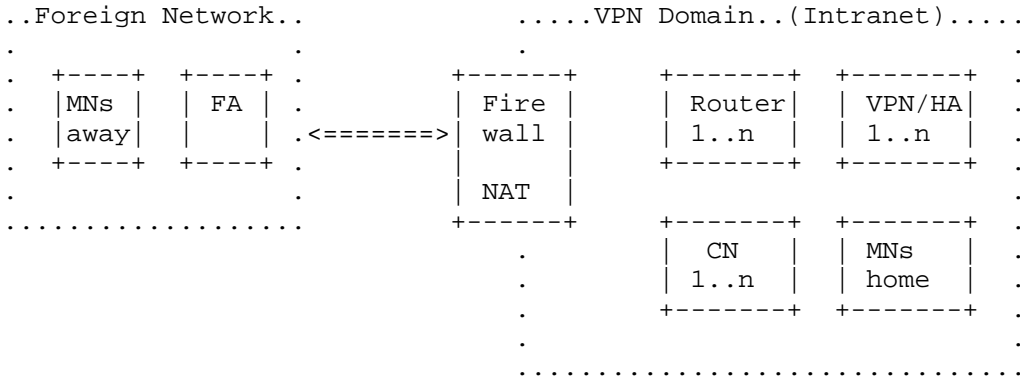 ..Foreign Network.. .....VPN Domain..(Intranet).....
MNs FA Fire Router VPN/HA
away <=======> wall 1..n 1..n
NAT
CN MNs
1..n home